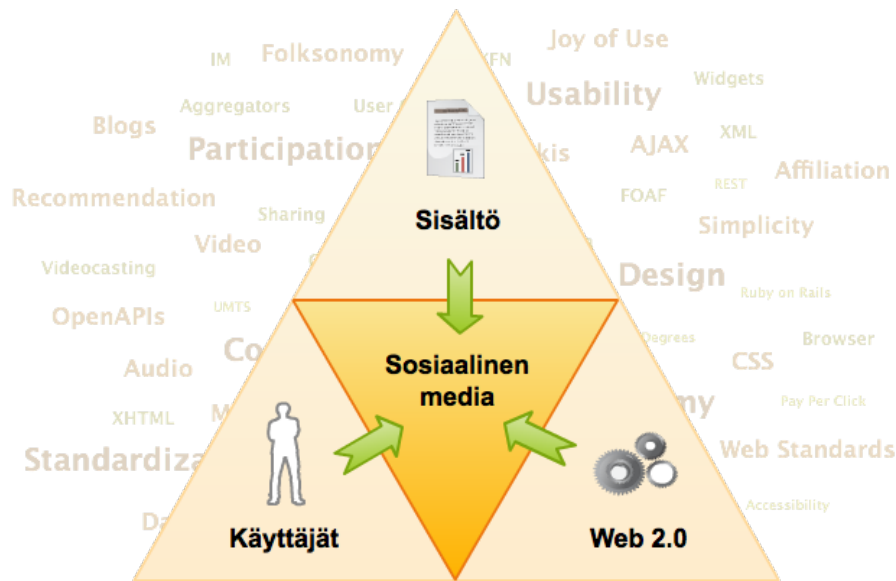 Joy of Use
IM
Folksonomy
XFN
Widgets
Usability
Aggregators
User
Blogs
XML
Participation
AJAX
Affiliation
REST
Recommendation
FOAF
Sharing
Sisältö
Simplicity
Video
Videocasting
Design
Ruby on Rails
UMTS
OpenAPIs
Degrees
Browser
Audio
Sosiaalinen
media
CSS
Pay Per Click
XHTML
Web Standards
Accessibility
Käyttäjät
Web 2.0